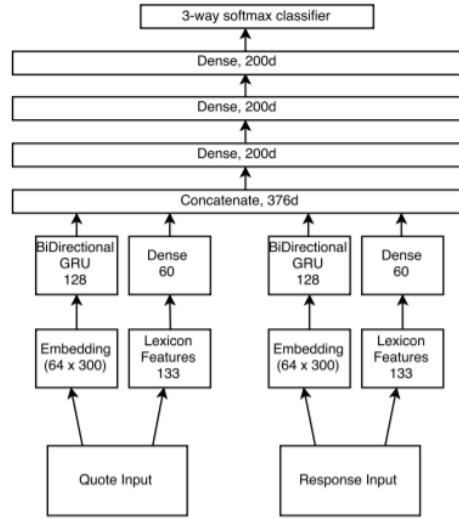 3-way softmax classifier
Dense, 200d
Dense, 200d
Dense, 200d
Concatenate, 376d
BiDirectional
GRU
128
Dense
60
BiDirectional
GRU
128
Dense
60
Embedding
(64 x 300)
Lexicon
Features
133
Embedding
(64 x 300)
Lexicon
Features
133
Quote Input
Response Input